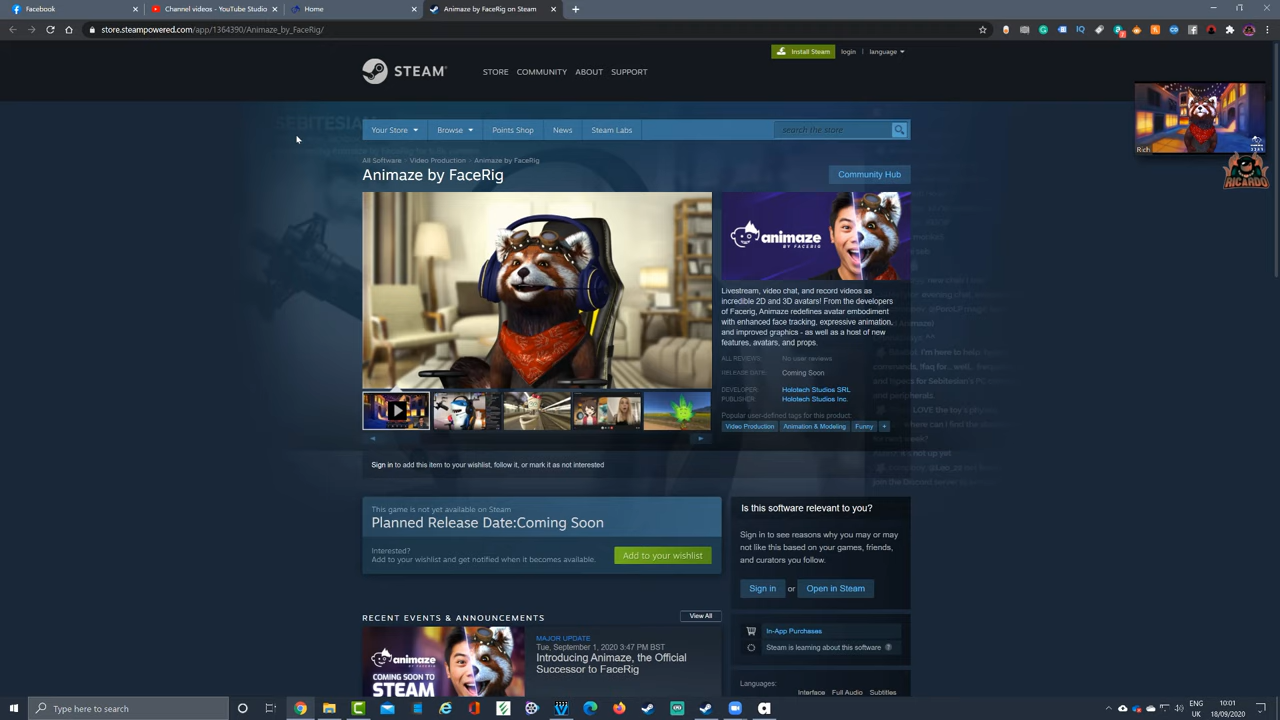 Facebook
Channel videos - YouTube Studio
Home
Animaze by FaceRig on Steam
store.steampowered.com/app/1364390/Animaze_by_FaceRig/
Install Steam
login
language
STEAM
STORE
COMMUNITY
ABOUT
SUPPORT
Your Store
Browse
Points Shop
News
Steam Labs
search the store
Rich
RICARDO
All Software > Video Production > Animaze by FaceRig
Animaze by FaceRig
Community Hub
animaze
BY FACERIG
Livestream, video chat, and record videos as
incredible 2D and 3D avatars! From the developers
of Facerig, Animaze redefines avatar embodiment
with enhanced face tracking, expressive animation,
and improved graphics - as well as a host of new
features, avatars, and props.
ALL REVIEWS: No user reviews
RELEASE DATE: Coming Soon
DEVELOPER: Holotech Studios SRL
PUBLISHER: Holotech Studios Inc.
Popular user-defined tags for this product:
Video Production
Animation & Modeling
Funny
+
Sign in to add this item to your wishlist, follow it, or mark it as not interested
This game is not yet available on Steam
Planned Release Date:Coming Soon
Interested?
Add to your wishlist and get notified when it becomes available.
Add to your wishlist
Is this software relevant to you?
Sign in to see reasons why you may or may
not like this based on your games, friends,
and curators you follow.
Sign in or Open in Steam
RECENT EVENTS & ANNOUNCEMENTS
View All
animaze
BY FACERIG
COMING SOON TO
STEAM
MAJOR UPDATE
Tue, September 1, 2020 3:47 PM BST
Introducing Animaze, the Official
Successor to FaceRig
In-App Purchases
Steam is learning about this software ?
Languages:
Interface Full Audio Subtitles
Type here to search
ENG
UK
10:01
18/09/2020